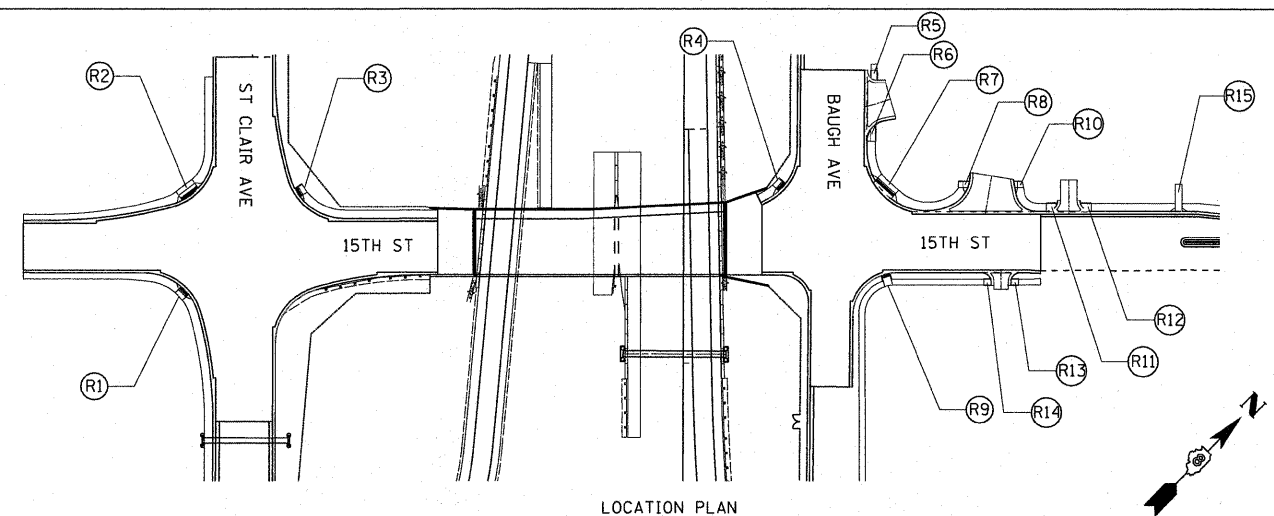 R5
R4
R6
R2
R3
R7
R8
R15
R10
ST CLAIR AVE
BAUGH AVE
15TH ST
15TH ST
R12
R11
R1
R13
R9
R14
N
LOCATION PLAN